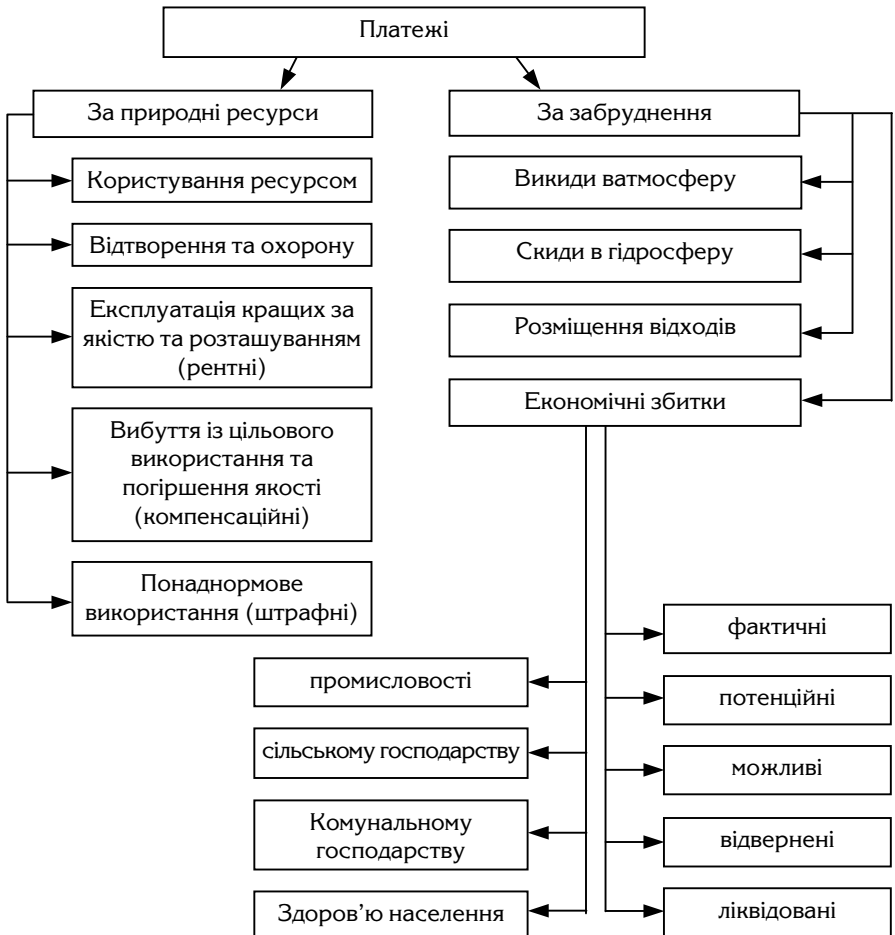 Платежі
За природні ресурси
Користування ресурсом
Відтворення та охорону
Експлуатація кращих за
якістю та розташуванням
(рентні)
Вибуття із цільового
використання та
погіршення якості
(компенсаційні)
Понаднормове
використання (штрафні)
За забруднення
Викиди ватмосферу
Скиди в гідросферу
Розміщення відходів
Економічні збитки
промисловості
сільському господарству
Комунальному
господарству
Здоров’ю населення
фактичні
потенційні
можливі
відвернені
ліквідовані